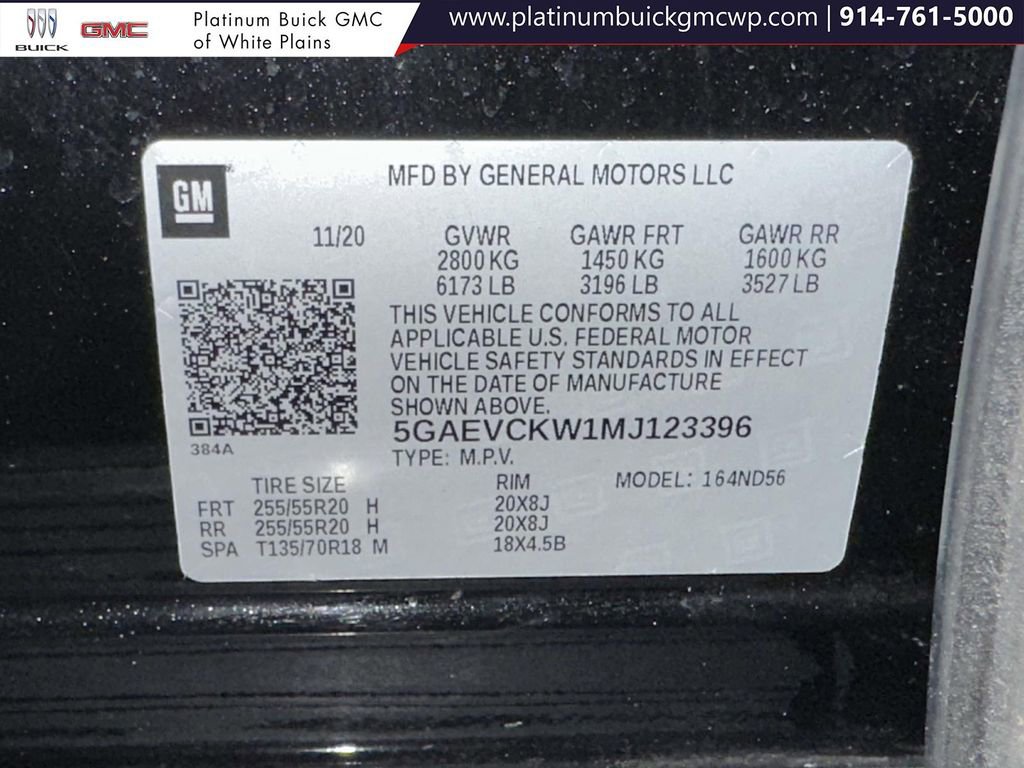 BUICK GMC Platinum Buick GMC
of White Plains
www.platinumbuickgmcwp.com | 914-761-5000
GM
MFD BY GENERAL MOTORS LLC
11/20 GVWR GAWR FRT GAWR RR
2800 KG 1450 KG 1600 KG
6173 LB 3196 LB 3527 LB
THIS VEHICLE CONFORMS TO ALL
APPLICABLE U.S. FEDERAL MOTOR
VEHICLE SAFETY STANDARDS IN EFFECT
ON THE DATE OF MANUFACTURE
SHOWN ABOVE.
5GAEVCKW1MJ123396
384A
TYPE: M.P.V.
TIRE SIZE RIM MODEL: 164ND56
FRT 255/55R20 H 20X8J
RR 255/55R20 H 20X8J
SPA T135/70R18 M 18X4.5B